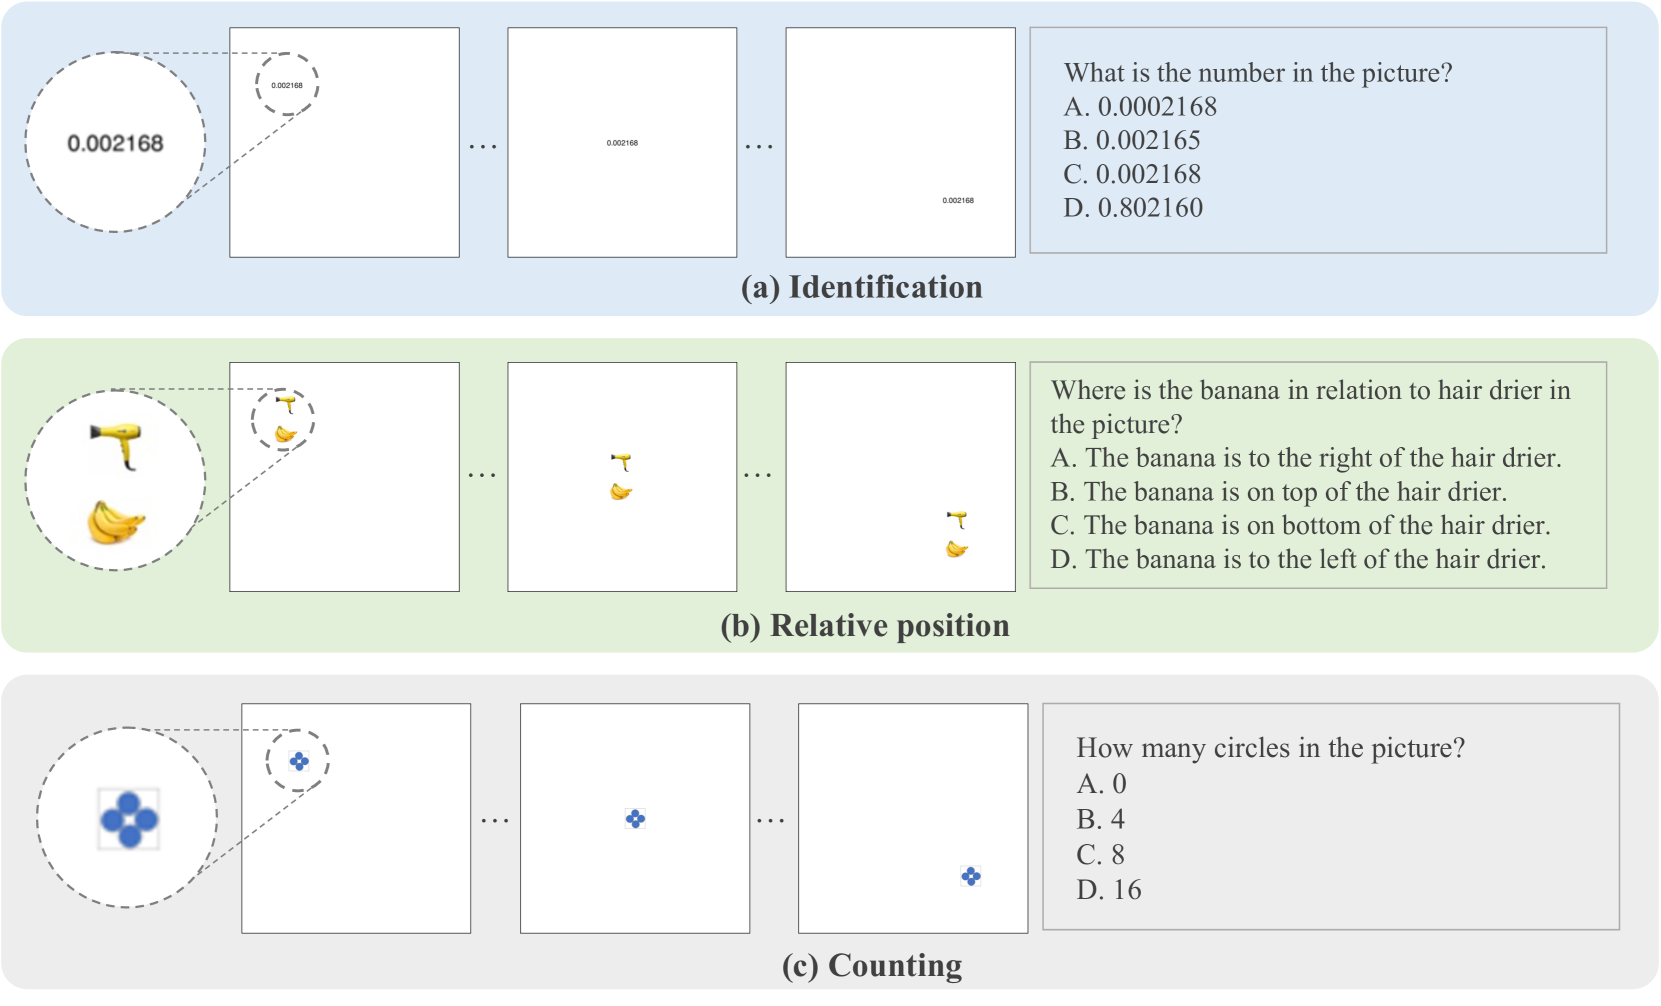 0.002168
0.002168
...
0.002168
...
0.002168
What is the number in the picture?
A. 0.0002168
B. 0.002165
C. 0.002168
D. 0.802160
(a) Identification
...
...
Where is the banana in relation to hair drier in
the picture?
A. The banana is to the right of the hair drier.
B. The banana is on top of the hair drier.
C. The banana is on bottom of the hair drier.
D. The banana is to the left of the hair drier.
(b) Relative position
...
...
How many circles in the picture?
A. 0
B. 4
C. 8
D. 16
(c) Counting